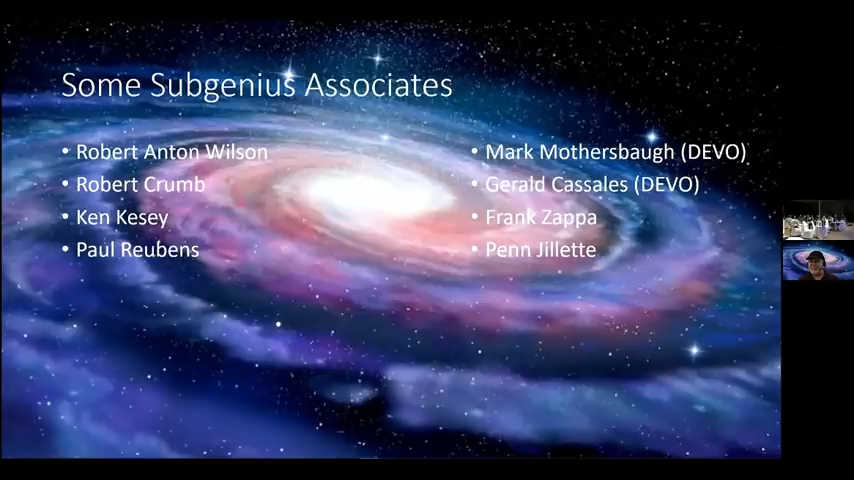 Some Subgenius Associates
• Robert Anton Wilson
• Robert Crumb
• Ken Kesey
• Paul Reubens
• Mark Mothersbaugh (DEVO)
• Gerald Cassales (DEVO)
• Frank Zappa
• Penn Jillette